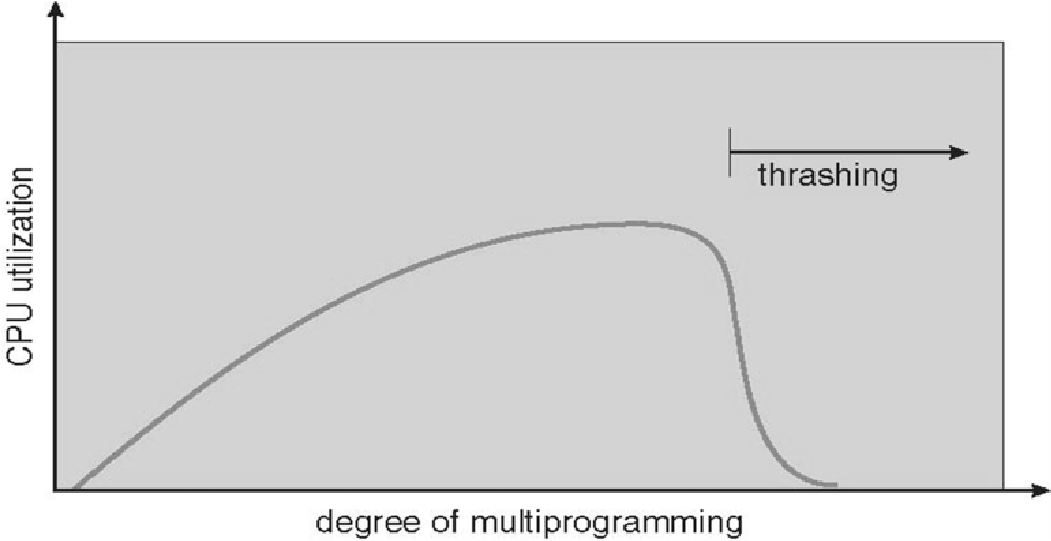 thrashing
CPU utilization
degree of multiprogramming